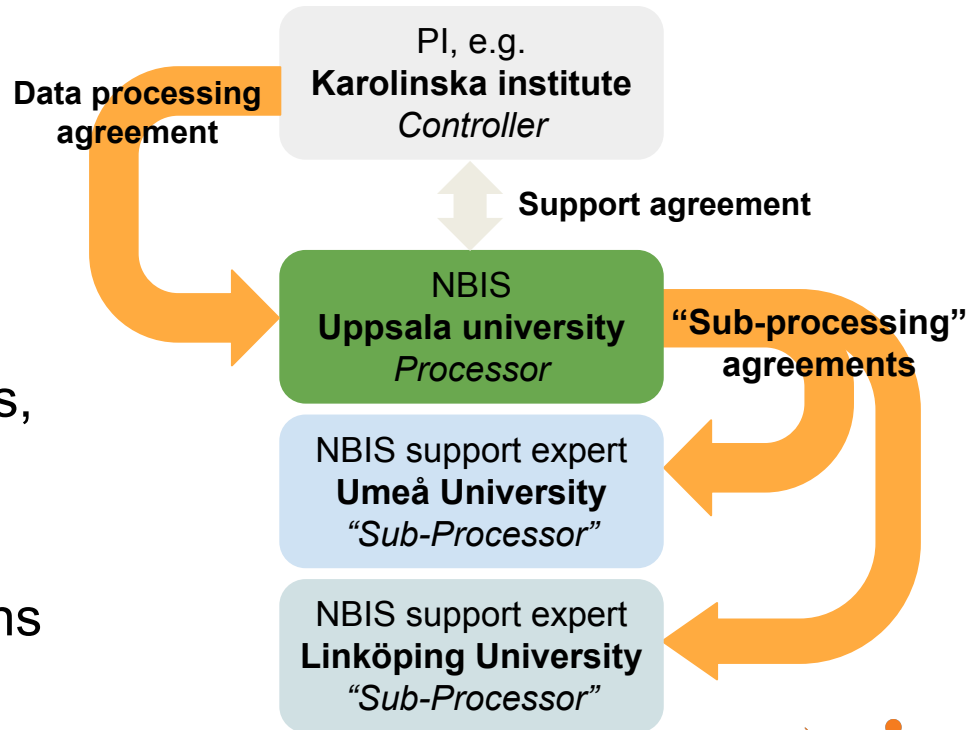 PI, e.g.
Karolinska institute
Controller
Data processing
agreement
Support agreement
NBIS
Uppsala university
Processor
“Sub-processing”
agreements
s,
NBIS support expert
Umeå University
“Sub-Processor”
ns
NBIS support expert
Linköping University
“Sub-Processor”